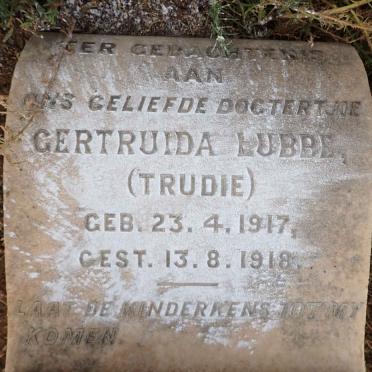 TER GEDACHTENIS
AAN
ONS GELIEFDE DOGTERTJIE
GERTRUIDA LUBBE,
(TRUDIE)
GEB. 23. 4. 1917,
GEST. 13. 8. 1918.
LAAT DE KINDERKENS TOT MY
KOMEN